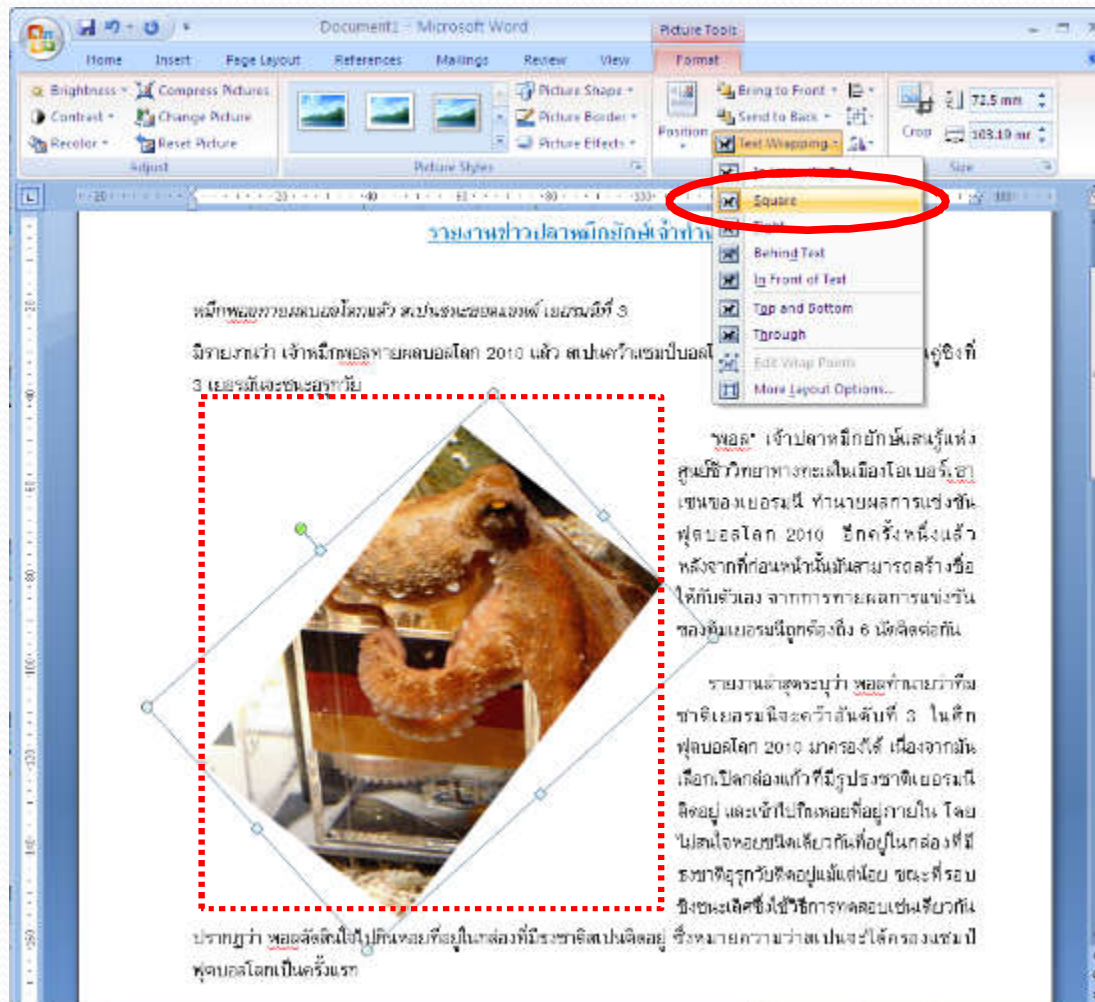 Document1 - Microsoft Word
Picture Tools
Home Insert Page Layout References Mailings Review View Format
Brightness Compress Pictures Picture Shape Bring to Front 72.5 mm
Contrast Change Picture Picture Border Send to Back
Recolor Reset Picture Picture Effects Position Text Wrapping Crop 103.19 mm
Adjust Picture Styles Size
Square
Tight
Behind Text
In Front of Text
Top and Bottom
Through
Edit Wrap Points
More Layout Options...
รายงานข่าวปลาหมึกยักษ์เจ้าทำน
หมึกพอลทายผลบอลโลกแล้ว สเปนชนะฮอลแลนด์ เยอรมนีที่ 3
มีรายงานว่า เจ้าหมึกพอลทายผลบอลโลก 2010 แล้ว สเปนคว้าแชมป์บอลโ คู่ชิงที่
3 เยอรมันจะชนะอุรุกวัย
"พอล" เจ้าปลาหมึกยักษ์แสนรู้แห่ง
ศูนย์ชีววิทยาทางทะเลในเมืองโอเบอร์เฮา
เซนของเยอรมนี ทำนายผลการแข่งขัน
ฟุตบอลโลก 2010 อีกครั้งหนึ่งแล้ว
หลังจากที่ก่อนหน้านั้นมันสามารถสร้างชื่อ
ให้กับตัวเอง จากการทายผลการแข่งขัน
ของทีมเยอรมนีถูกต้องถึง 6 นัดติดต่อกัน
รายงานล่าสุดระบุว่า พอลทำนายว่าทีม
ชาติเยอรมนีจะคว้าอันดับที่ 3 ในศึก
ฟุตบอลโลก 2010 มาครองได้ เนื่องจากมัน
เลือกเปิดกล่องแก้วที่มีรูปธงชาติเยอรมนี
ติดอยู่ และเข้าไปกินหอยที่อยู่ภายใน โดย
ไม่สนใจหอยชนิดเดียวกันที่อยู่ในกล่องที่มี
ธงชาติอุรุกวัยติดอยู่แม้แต่น้อย ขณะที่รอบ
ชิงชนะเลิศซึ่งใช้วิธีการทดสอบเช่นเดียวกัน
ปรากฏว่า พอลตัดสินใจไปกินหอยที่อยู่ในกล่องที่มีธงชาติสเปนติดอยู่ ซึ่งหมายความว่าสเปนจะได้ครองแชมป์
ฟุตบอลโลกเป็นครั้งแรก